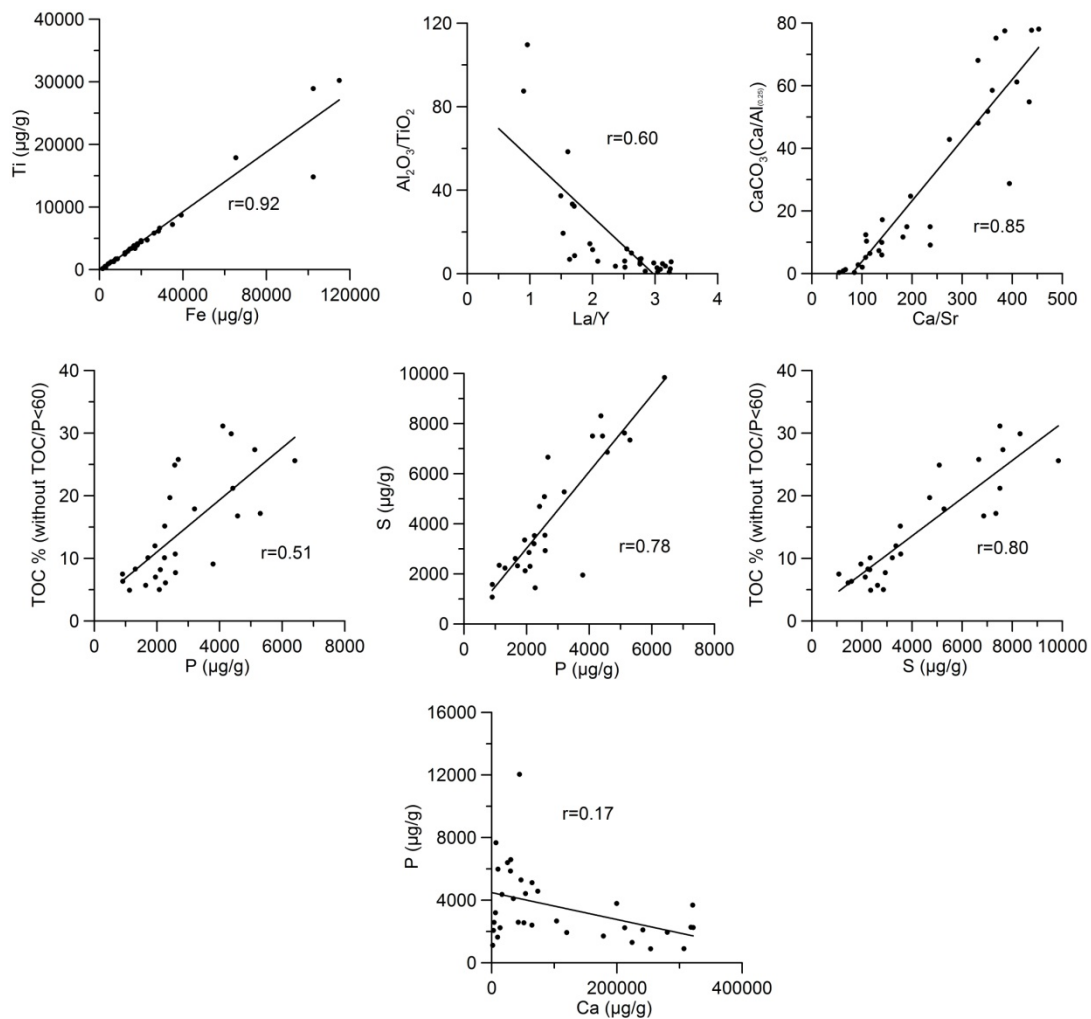 40000
30000
20000
10000
0
Ti (µg/g)
r=0.92
0 40000 80000 120000
Fe (µg/g)
120
80
40
0
Al₂O₃/TiO₂
r=0.60
0 1 2 3 4
La/Y
80
60
40
20
0
CaCO₃(Ca/Al₍₀.₂₅₎)
r=0.85
0 100 200 300 400 500
Ca/Sr
40
30
20
10
0
TOC % (without TOC/P<60)
r=0.51
0 2000 4000 6000 8000
P (µg/g)
10000
8000
6000
4000
2000
0
S (µg/g)
r=0.78
0 2000 4000 6000 8000
P (µg/g)
40
30
20
10
0
TOC % (without TOC/P<60)
r=0.80
0 2000 4000 6000 8000 10000
S (µg/g)
16000
12000
8000
4000
0
P (µg/g)
r=0.17
0 200000 400000
Ca (µg/g)